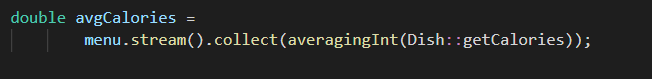 double avgCalories =
menu.stream().collect(averagingInt(Dish::getCalories));